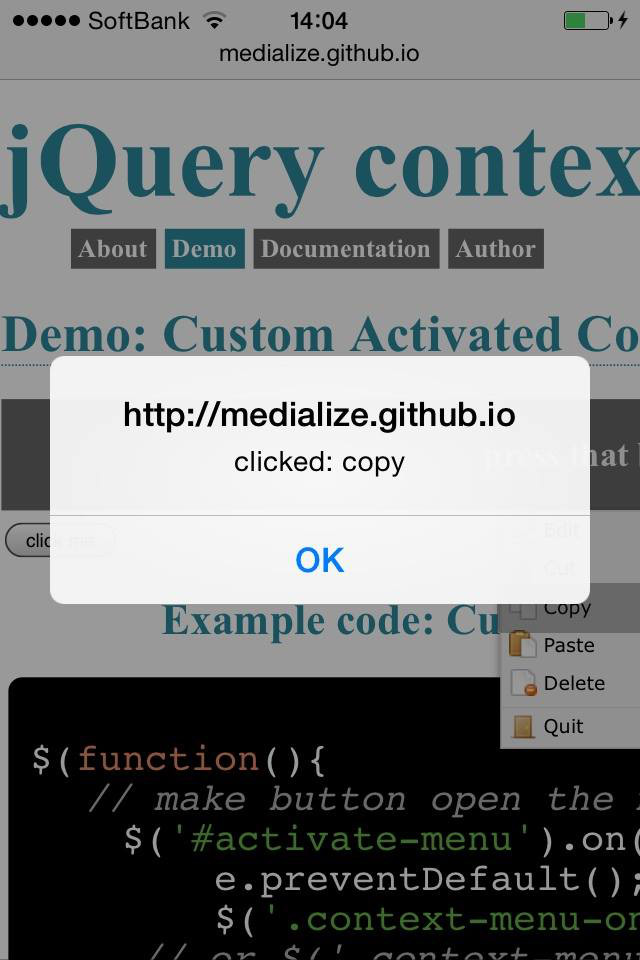 SoftBank 14:04
medialize.github.io
jQuery contex
About Demo Documentation Author
Demo: Custom Activated Co
http://medialize.github.io
clicked: copy
press that b
click me
Edit
Cut
OK
Copy
Example code: Cu
Paste
Delete
Quit
$(function(){
// make button open the
$('#activate-menu').on(
e.preventDefault();
$('.context-menu-on
// or $('.context-menu